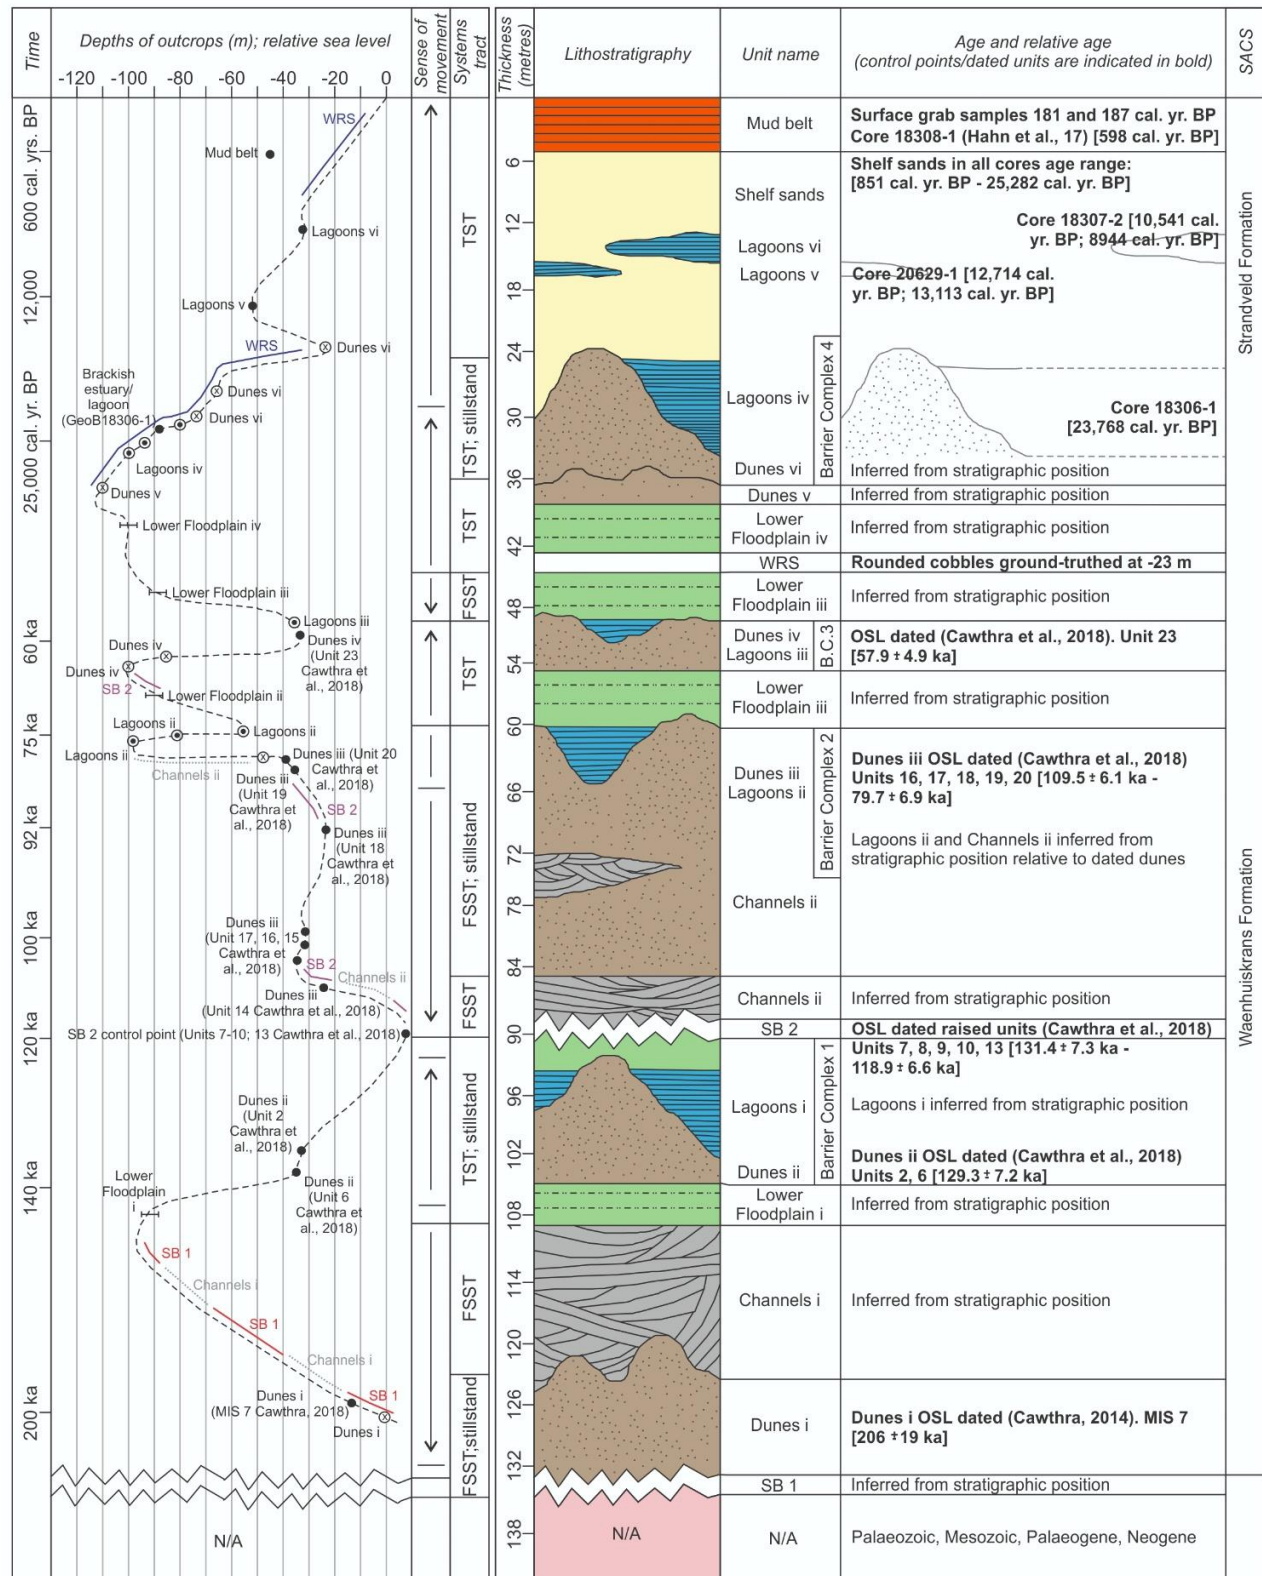 Time
Depths of outcrops (m); relative sea level
-120 -100 -80 -60 -40 -20 0
Sense of
movement
Systems
tract
Thickness
(metres)
Lithostratigraphy
Unit name
Age and relative age
(control points/dated units are indicated in bold)
SACS
600 cal. yrs. BP
12,000
25,000 cal. yr. BP
60 ka
75 ka
92 ka
100 ka
120 ka
140 ka
200 ka
WRS
Mud belt
Lagoons vi
Lagoons v
Dunes vi
WRS
Brackish
estuary/
lagoon
(GeoB18306-1)
Dunes vi
Dunes vi
Lagoons iv
Dunes v
Lower Floodplain iv
Lower Floodplain iii
Lagoons iii
Dunes iv
(Unit 23
Cawthra et
al., 2018)
Dunes iv
Dunes iv
SB 2
Lower Floodplain ii
Lagoons ii
Lagoons ii
Lagoons ii
Channels ii
Dunes iii (Unit 20
Cawthra et
al., 2018)
Dunes iii
(Unit 19
Cawthra et
al., 2018)
SB 2
Dunes iii
(Unit 18
Cawthra et
al., 2018)
Dunes iii
(Unit 17, 16, 15
Cawthra et
al., 2018)
SB 2
Channels ii
Dunes iii
(Unit 14 Cawthra et al., 2018)
SB 2 control point (Units 7-10; 13 Cawthra et al., 2018)
Dunes ii
(Unit 2
Cawthra et
al., 2018)
Dunes ii
(Unit 6
Cawthra et
al., 2018)
Lower
Floodplain
i
SB 1
Channels i
SB 1
Channels i
SB 1
Dunes i
(MIS 7 Cawthra, 2018)
Dunes i
N/A
TST
TST; stillstand
TST
FSST
TST
FSST; stillstand
FSST
TST; stillstand
FSST
FSST;stillstand
6
12
18
24
30
36
42
48
54
60
66
72
78
84
90
96
102
108
114
120
126
132
138
N/A
Mud belt
Surface grab samples 181 and 187 cal. yr. BP
Core 18308-1 (Hahn et al., 17) [598 cal. yr. BP]
Shelf sands
Shelf sands in all cores age range:
[851 cal. yr. BP - 25,282 cal. yr. BP]
Lagoons vi
Core 18307-2 [10,541 cal.
yr. BP; 8944 cal. yr. BP]
Lagoons v
Core 20629-1 [12,714 cal.
yr. BP; 13,113 cal. yr. BP]
Lagoons iv
Barrier Complex 4
Core 18306-1
[23,768 cal. yr. BP]
Dunes vi
Inferred from stratigraphic position
Dunes v
Inferred from stratigraphic position
Lower
Floodplain iv
Inferred from stratigraphic position
WRS
Rounded cobbles ground-truthed at -23 m
Lower
Floodplain iii
Inferred from stratigraphic position
Dunes iv
Lagoons iii
B.C.3
OSL dated (Cawthra et al., 2018). Unit 23
[57.9 ± 4.9 ka]
Lower
Floodplain iii
Inferred from stratigraphic position
Dunes iii
Lagoons ii
Barrier Complex 2
Dunes iii OSL dated (Cawthra et al., 2018)
Units 16, 17, 18, 19, 20 [109.5 ± 6.1 ka -
79.7 ± 6.9 ka]
Lagoons ii and Channels ii inferred from
stratigraphic position relative to dated dunes
Channels ii
Channels ii
Inferred from stratigraphic position
SB 2
OSL dated raised units (Cawthra et al., 2018)
Units 7, 8, 9, 10, 13 [131.4 ± 7.3 ka -
118.9 ± 6.6 ka]
Lagoons i
Barrier Complex 1
Lagoons i inferred from stratigraphic position
Dunes ii
Dunes ii OSL dated (Cawthra et al., 2018)
Units 2, 6 [129.3 ± 7.2 ka]
Lower
Floodplain i
Inferred from stratigraphic position
Channels i
Inferred from stratigraphic position
Dunes i
Dunes i OSL dated (Cawthra, 2014). MIS 7
[206 ± 19 ka]
SB 1
Inferred from stratigraphic position
N/A
Palaeozoic, Mesozoic, Palaeogene, Neogene
Strandveld Formation
Waenhuiskrans Formation